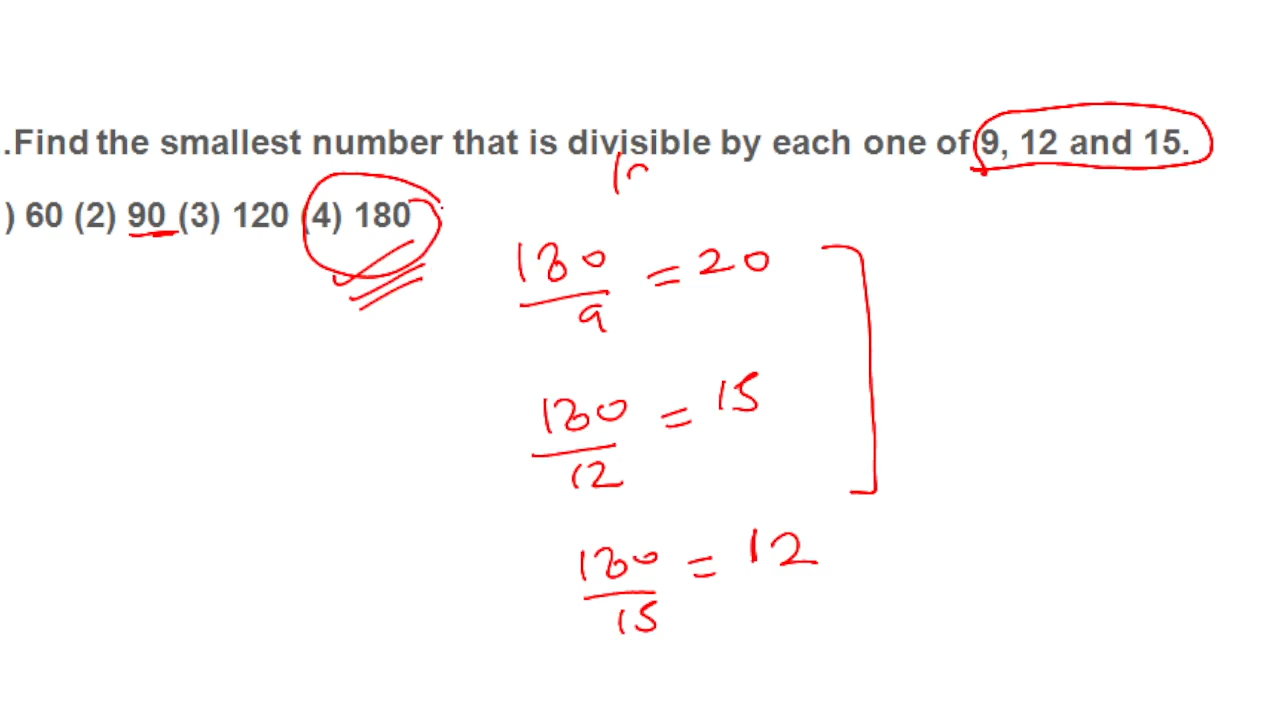 .Find the smallest number that is divisible by each one of 9, 12 and 15.
) 60 (2) 90 (3) 120 (4) 180
180/9 = 20
180/12 = 15
180/15 = 12